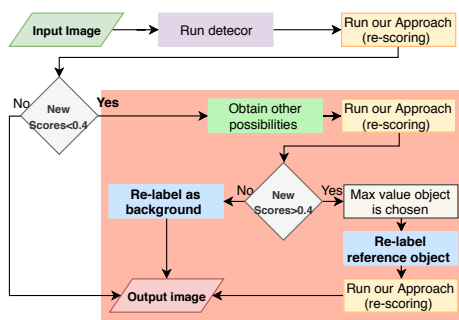 Input Image
Run detecor
Run our Approach
(re-scoring)
No
New
Scores<0.4
Yes
Obtain other
possibilities
Run our Approach
(re-scoring)
Re-label as
background
No
New
Scores>0.4
Yes
Max value object
is chosen
Re-label
reference object
Output image
Run our Approach
(re-scoring)